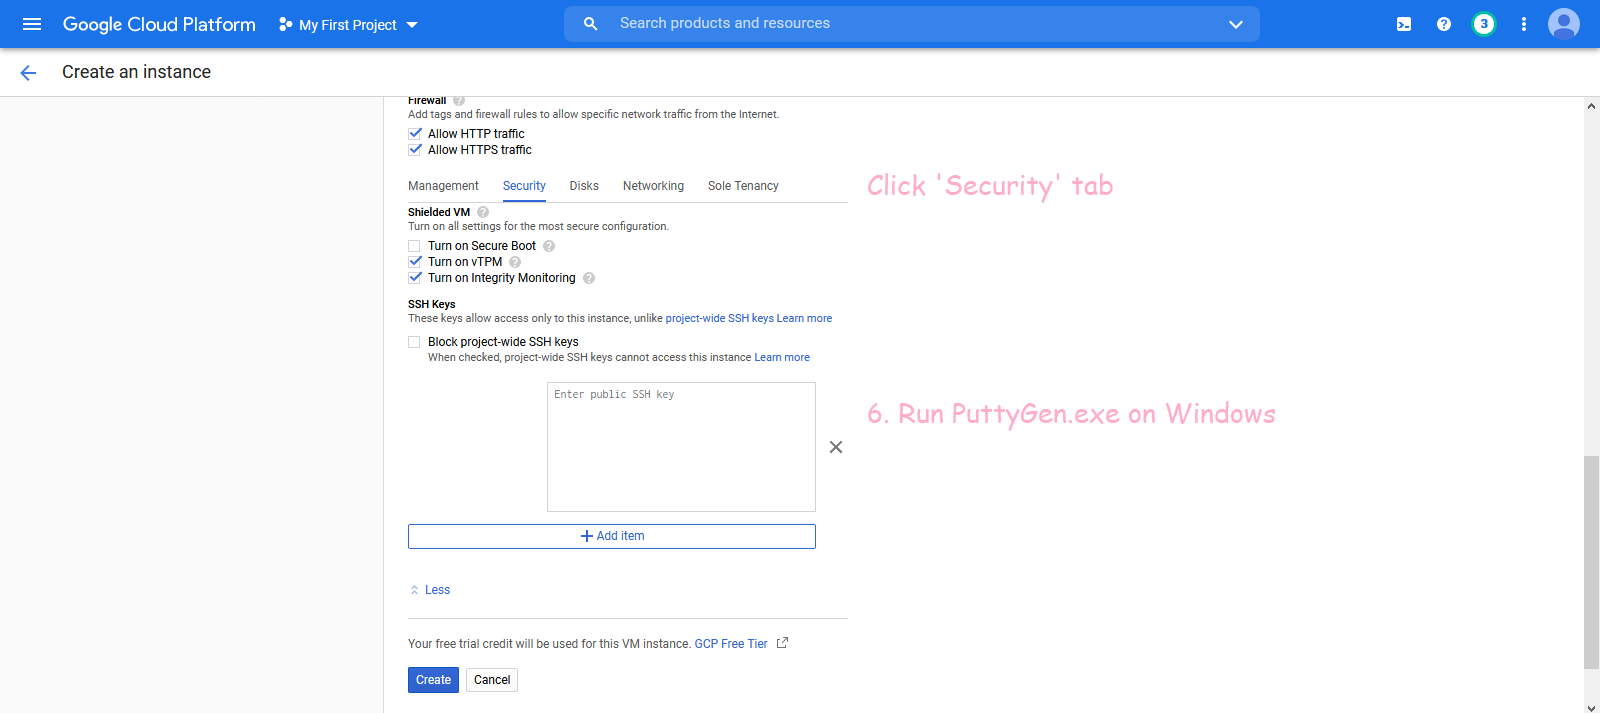 Google Cloud Platform My First Project Search products and resources 3
Create an instance
Firewall
Add tags and firewall rules to allow specific network traffic from the Internet.
Allow HTTP traffic
Allow HTTPS traffic
Management Security Disks Networking Sole Tenancy
Click 'Security' tab
Shielded VM
Turn on all settings for the most secure configuration.
Turn on Secure Boot
Turn on vTPM
Turn on Integrity Monitoring
SSH Keys
These keys allow access only to this instance, unlike project-wide SSH keys Learn more
Block project-wide SSH keys
When checked, project-wide SSH keys cannot access this instance Learn more
Enter public SSH key
6. Run PuttyGen.exe on Windows
Add item
Less
Your free trial credit will be used for this VM instance. GCP Free Tier
Create Cancel